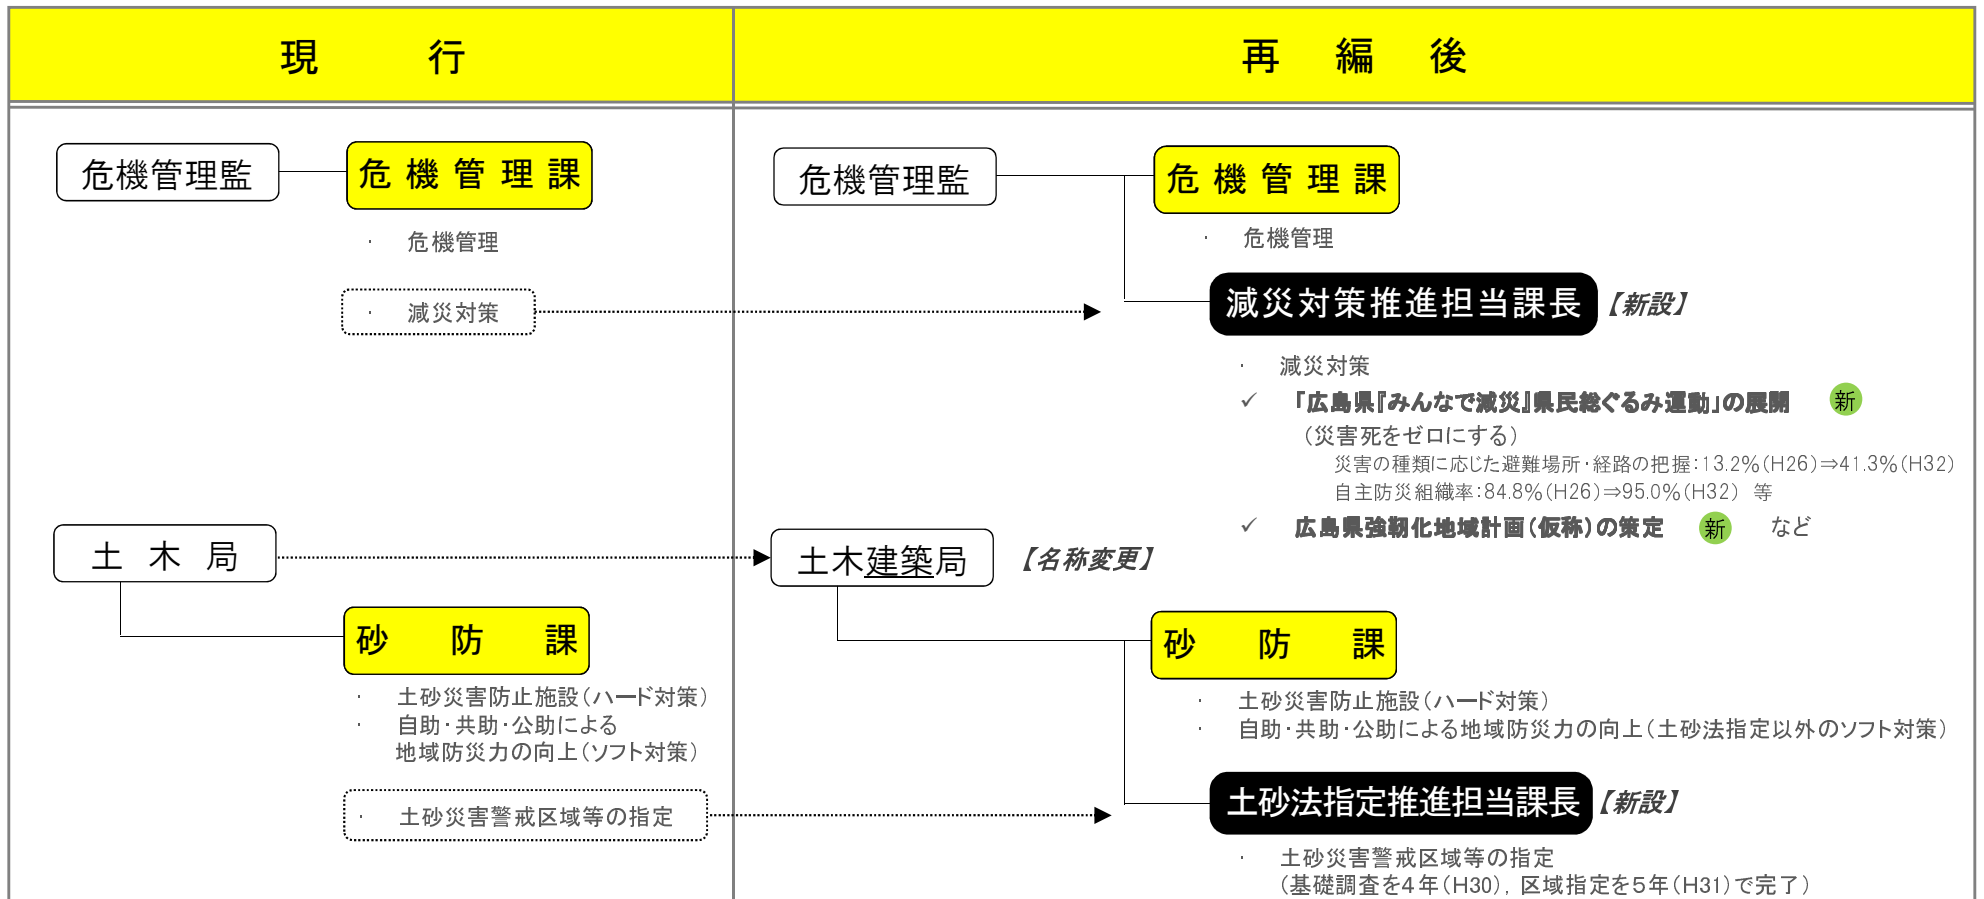 現 行
危機管理監
危機管理課
・ 危機管理
・ 減災対策
土木局
砂防課
・ 土砂災害防止施設（ハード対策）
・ 自助・共助・公助による
地域防災力の向上（ソフト対策）
・ 土砂災害警戒区域等の指定
再 編 後
危機管理監
危機管理課
・ 危機管理
減災対策推進担当課長 【新設】
・ 減災対策
✓ 「広島県『みんなで減災』県民総ぐるみ運動」の展開 新
（災害死をゼロにする）
災害の種類に応じた避難場所・経路の把握：13.2％（H26）⇒41.3％（H32）
自主防災組織率：84.8％（H26）⇒95.0％（H32） 等
✓ 広島県強靭化地域計画（仮称）の策定 新 など
土木建築局 【名称変更】
砂防課
・ 土砂災害防止施設（ハード対策）
・ 自助・共助・公助による地域防災力の向上（土砂法指定以外のソフト対策）
土砂法指定推進担当課長 【新設】
・ 土砂災害警戒区域等の指定
（基礎調査を４年（H30），区域指定を５年（H31）で完了）